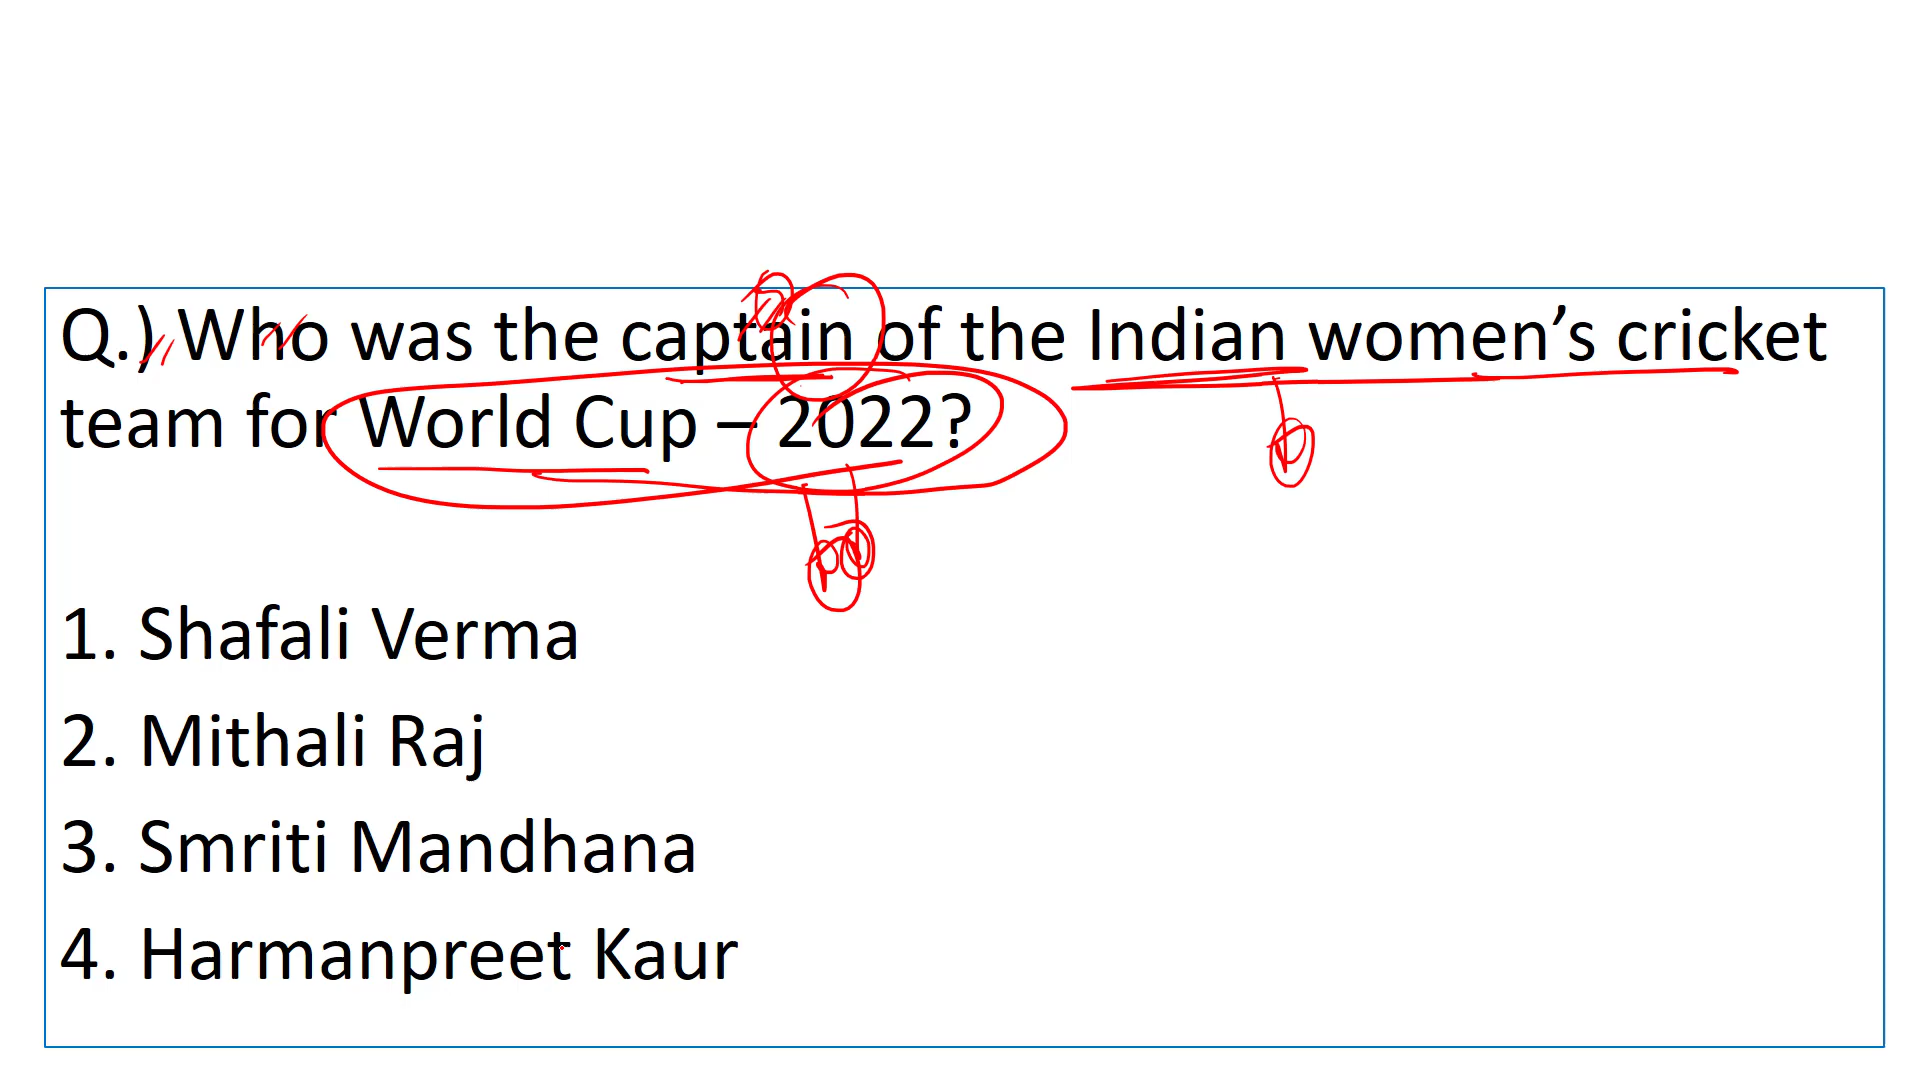 Q.) Who was the captain of the Indian women’s cricket
team for World Cup – 2022?
1. Shafali Verma
2. Mithali Raj
3. Smriti Mandhana
4. Harmanpreet Kaur